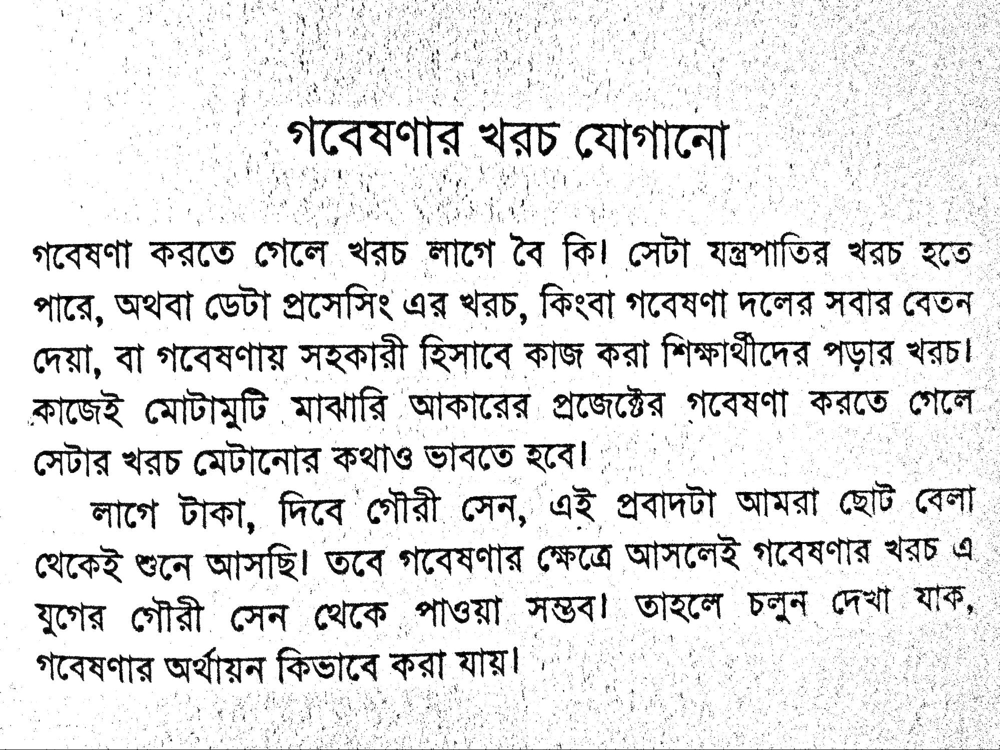 গবেষণার খরচ যোগানো
গবেষণা করতে গেলে খরচ লাগে বৈ কি। সেটা যন্ত্রপাতির খরচ হতে
পারে, অথবা ডেটা প্রসেসিং এর খরচ, কিংবা গবেষণা দলের সবার বেতন
দেয়া, বা গবেষণায় সহকারী হিসাবে কাজ করা শিক্ষার্থীদের পড়ার খরচ।
কাজেই মোটামুটি মাঝারি আকারের প্রজেক্টের গবেষণা করতে গেলে
সেটার খরচ মেটানোর কথাও ভাবতে হবে।
লাগে টাকা, দিবে গৌরী সেন, এই প্রবাদটা আমরা ছোট বেলা
থেকেই শুনে আসছি। তবে গবেষণার ক্ষেত্রে আসলেই গবেষণার খরচ এ
যুগের গৌরী সেন থেকে পাওয়া সম্ভব। তাহলে চলুন দেখা যাক,
গবেষণার অর্থায়ন কিভাবে করা যায়।